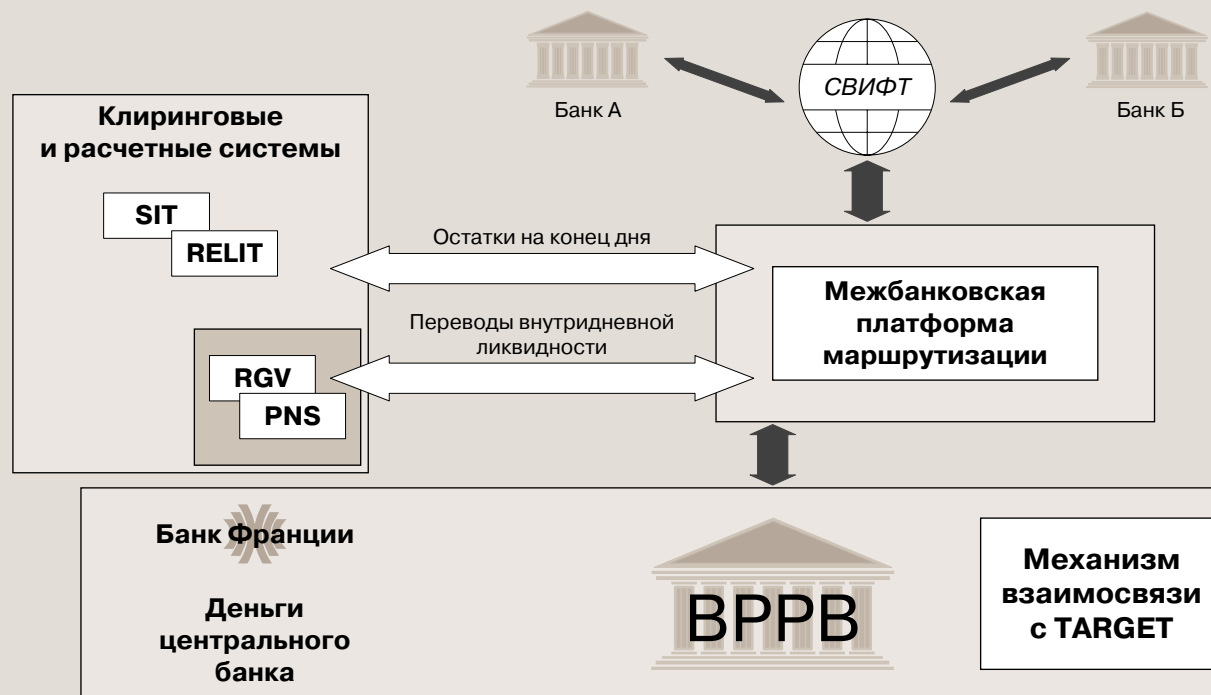 Банк А
СВИФТ
Банк Б
Клиринговые
и расчетные системы
SIT
RELIT
Остатки на конец дня
Переводы внутридневной
ликвидности
RGV
PNS
Межбанковская
платформа
маршрутизации
Банк Франции
Деньги
центрального
банка
ВРРВ
Механизм
взаимосвязи
с TARGET